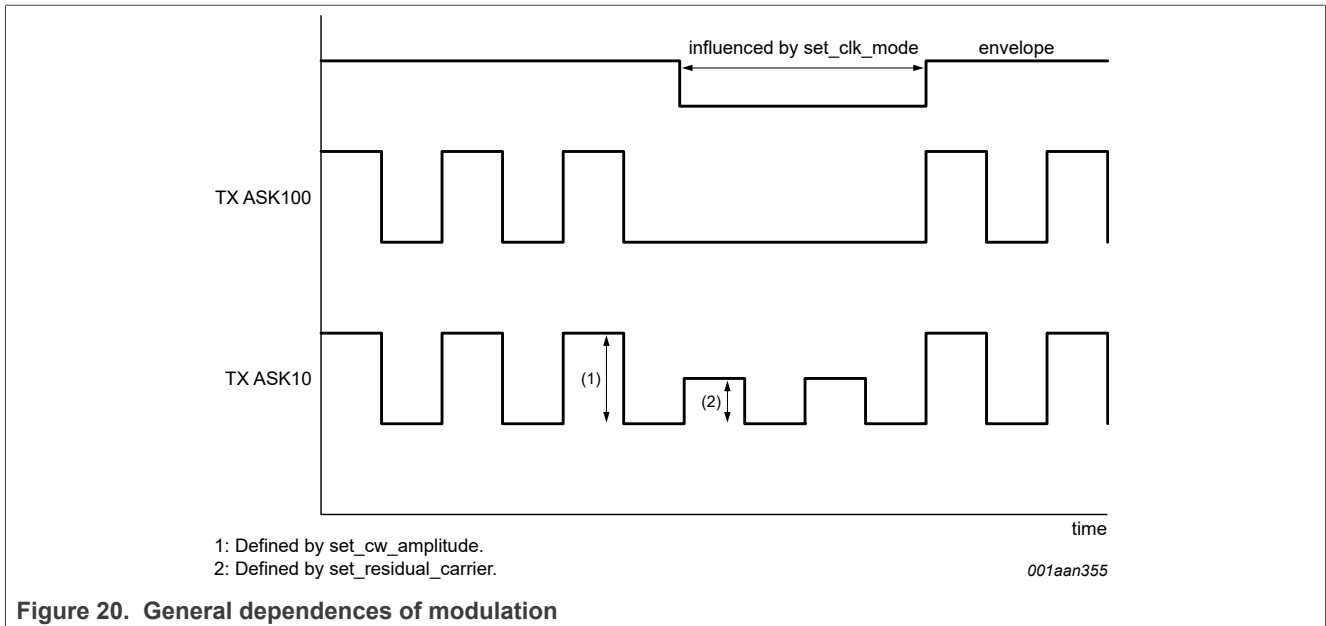 influenced by set_clk_mode
envelope
TX ASK100
TX ASK10
(1)
(2)
time
1: Defined by set_cw_amplitude.
2: Defined by set_residual_carrier.
001aan355
Figure 20. General dependences of modulation